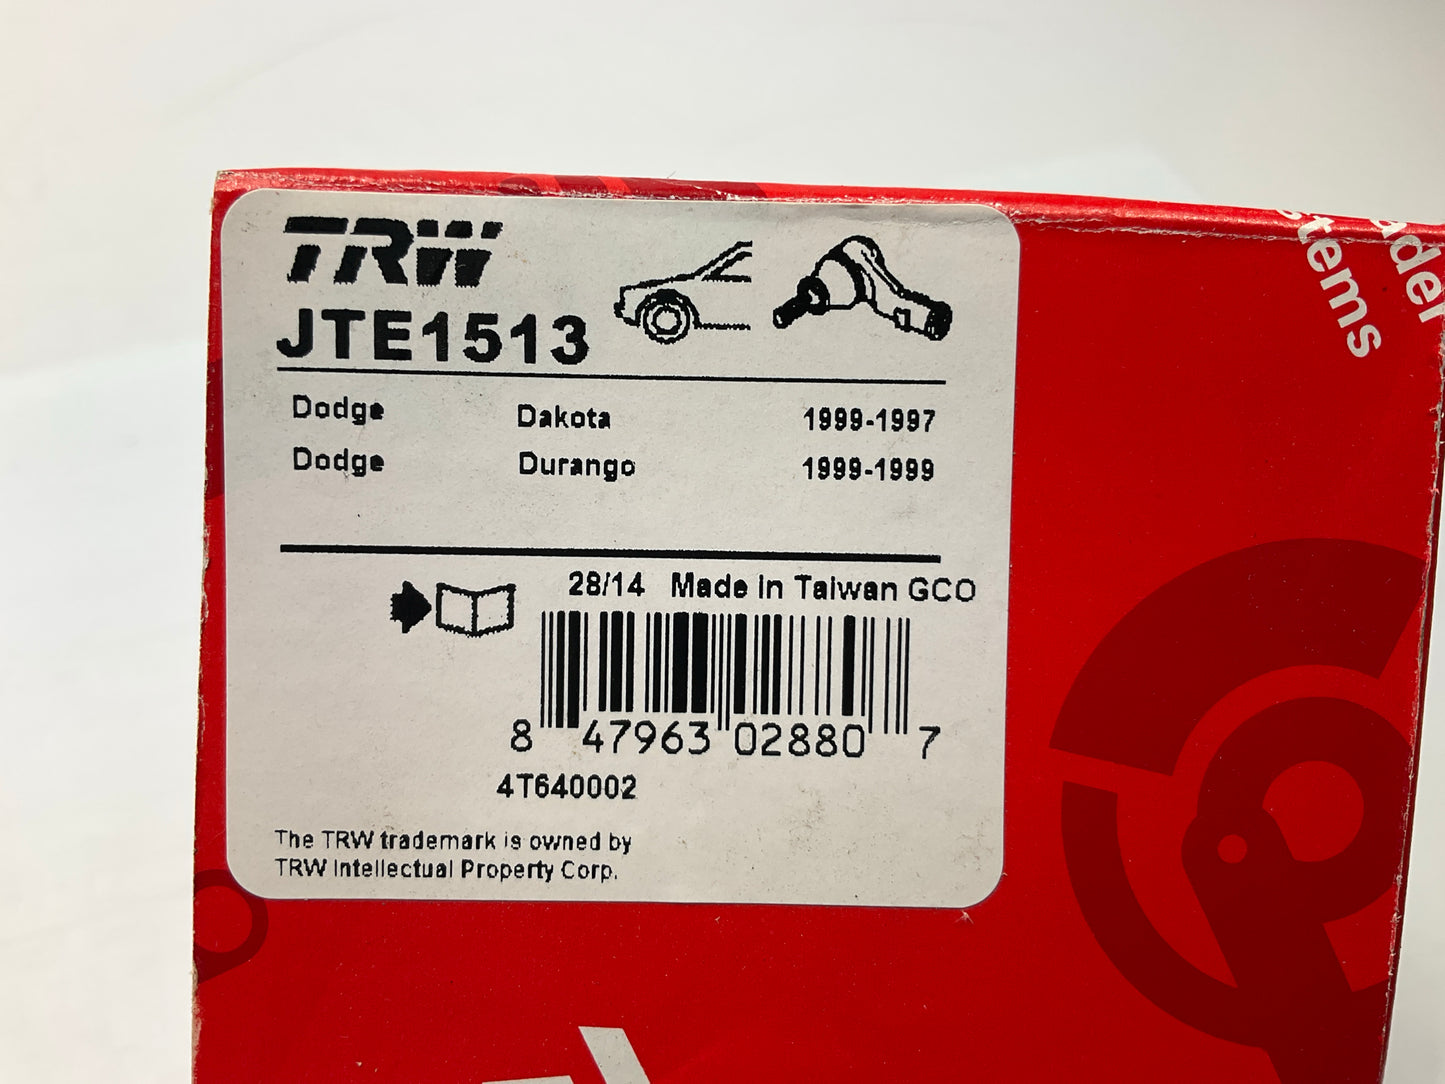 TRW
JTE1513
Dodge Dakota 1999-1997
Dodge Durango 1999-1999
28/14 Made in Taiwan GCO
8 47963 02880 7
4T640002
The TRW trademark is owned by
TRW Intellectual Property Corp.